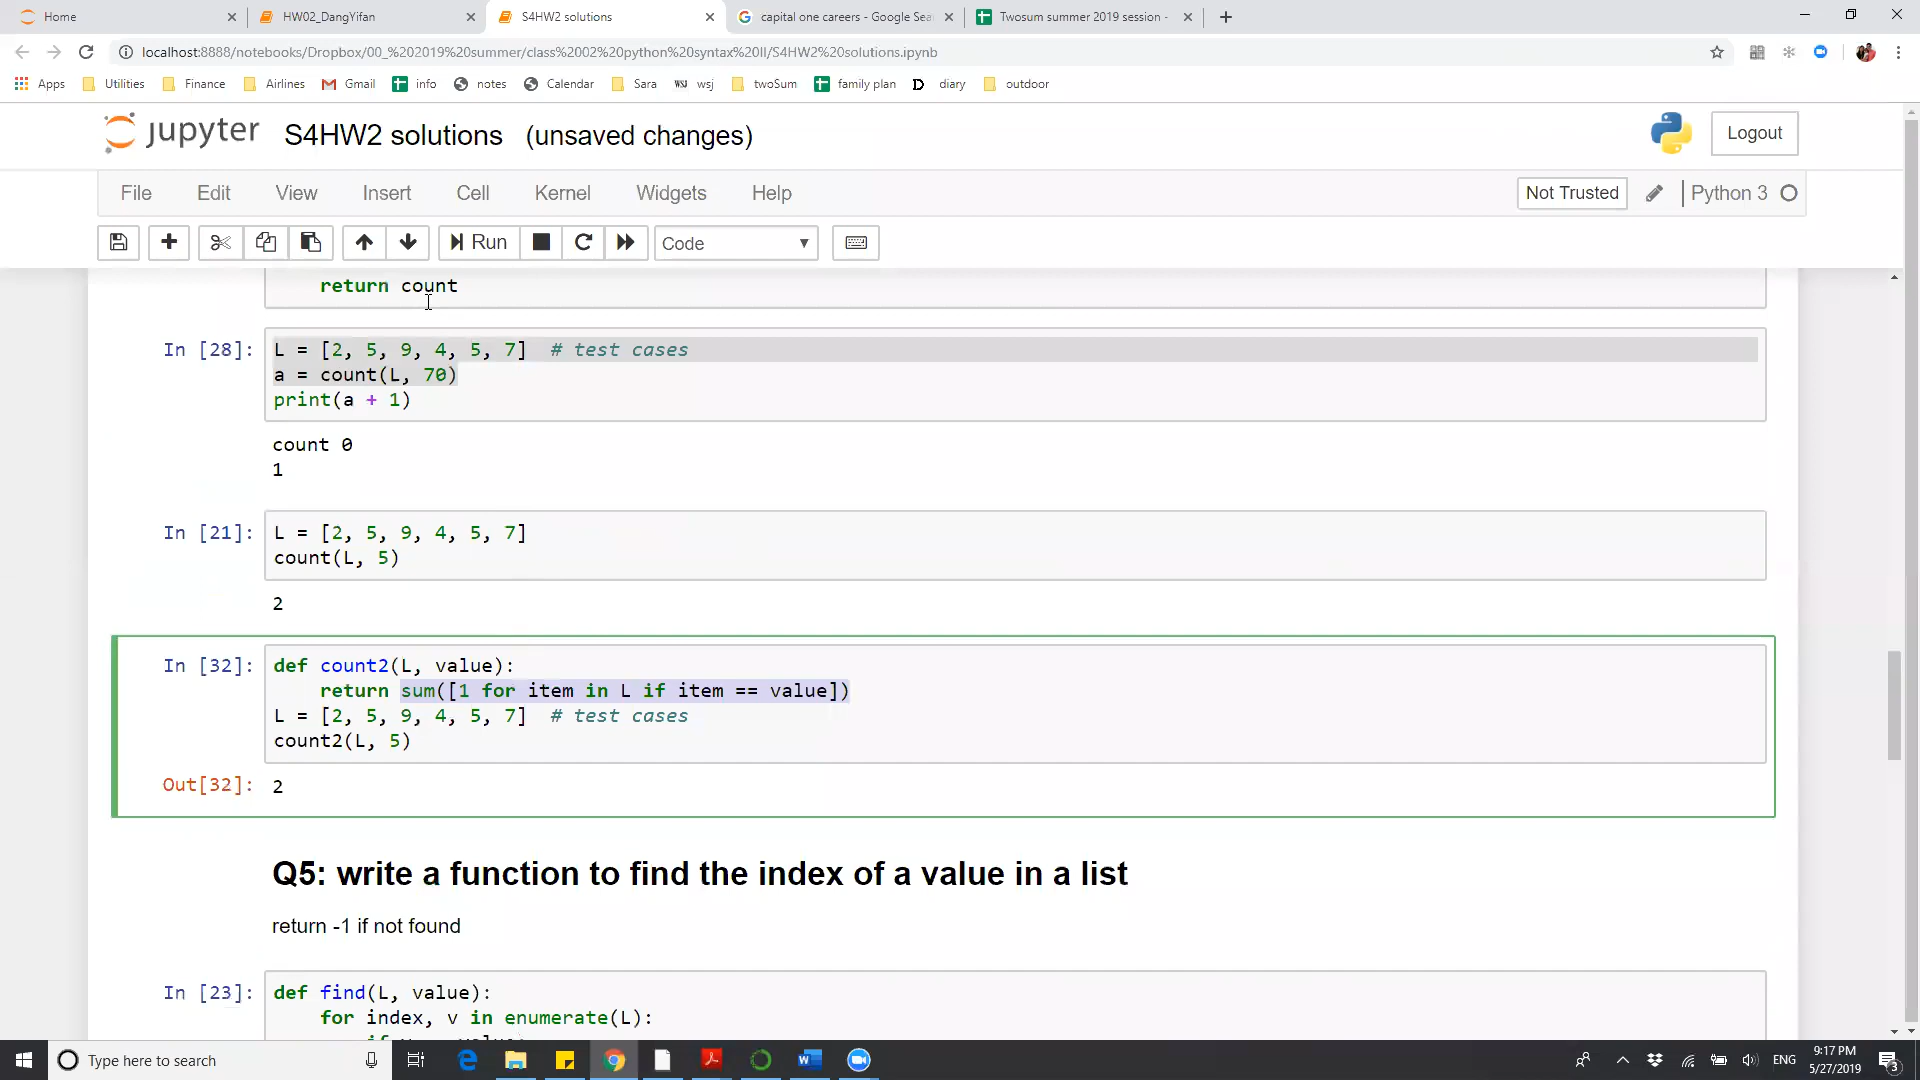 Home
HW02_DangYifan
S4HW2 solutions
capital one careers - Google Sea
Twosum summer 2019 session -
localhost:8888/notebooks/Dropbox/00_%202019%20summer/class%2002%20python%20syntax%20II/S4HW2%20solutions.ipynb
Apps Utilities Finance Airlines Gmail info notes Calendar Sara WSJ wsj twoSum family plan D diary outdoor
jupyter S4HW2 solutions (unsaved changes)
Logout
File Edit View Insert Cell Kernel Widgets Help
Not Trusted
Python 3
Run
Code
return count
In [28]: L = [2, 5, 9, 4, 5, 7] # test cases
a = count(L, 70)
print(a + 1)
count 0
1
In [21]: L = [2, 5, 9, 4, 5, 7]
count(L, 5)
2
In [32]: def count2(L, value):
return sum([1 for item in L if item == value])
L = [2, 5, 9, 4, 5, 7] # test cases
count2(L, 5)
Out[32]: 2
Q5: write a function to find the index of a value in a list
return -1 if not found
In [23]: def find(L, value):
for index, v in enumerate(L):
Type here to search
ENG
9:17 PM
5/27/2019
3